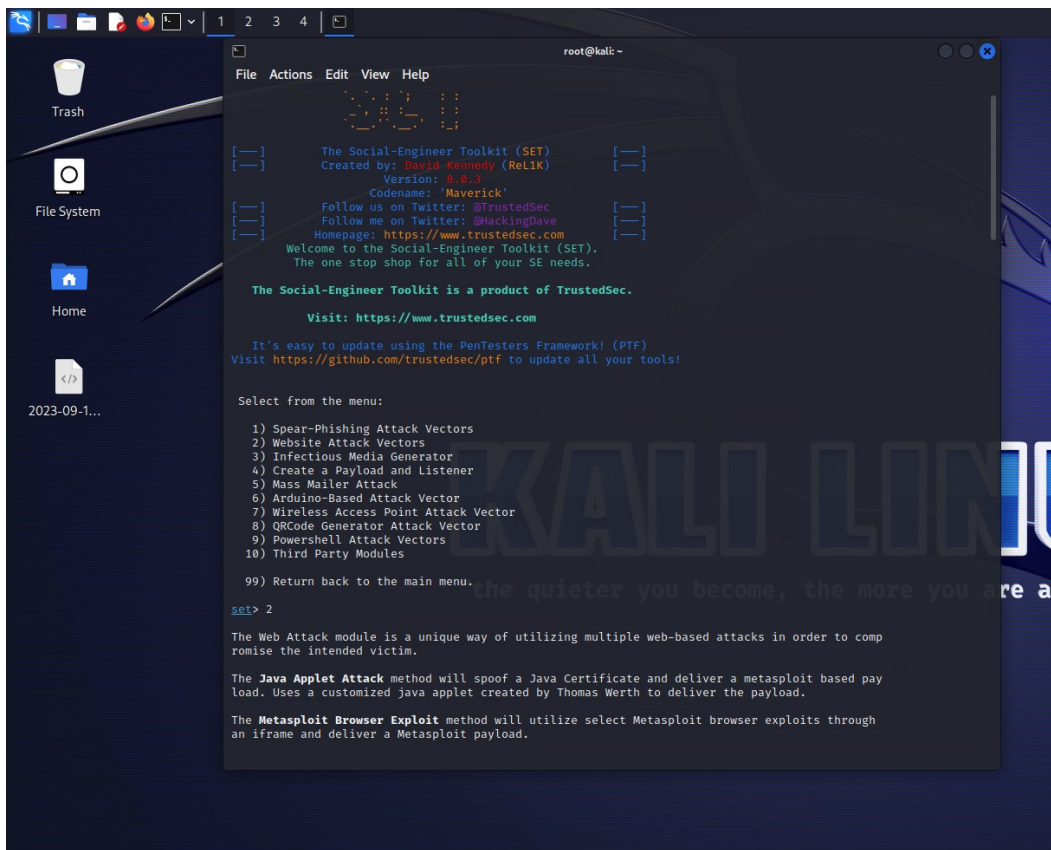 1 2 3 4
root@kali: ~
File Actions Edit View Help
Trash
File System
Home
2023-09-1...
[—] The Social-Engineer Toolkit (SET) [—]
[—] Created by: David Kennedy (ReL1K) [—]
Version: 8.0.3
Codename: 'Maverick'
[—] Follow us on Twitter: @TrustedSec [—]
[—] Follow me on Twitter: @HackingDave [—]
[—] Homepage: https://www.trustedsec.com [—]
Welcome to the Social-Engineer Toolkit (SET).
The one stop shop for all of your SE needs.
The Social-Engineer Toolkit is a product of TrustedSec.
Visit: https://www.trustedsec.com
It's easy to update using the PenTesters Framework! (PTF)
Visit https://github.com/trustedsec/ptf to update all your tools!
Select from the menu:
1) Spear-Phishing Attack Vectors
2) Website Attack Vectors
3) Infectious Media Generator
4) Create a Payload and Listener
5) Mass Mailer Attack
6) Arduino-Based Attack Vector
7) Wireless Access Point Attack Vector
8) QRCode Generator Attack Vector
9) Powershell Attack Vectors
10) Third Party Modules
99) Return back to the main menu.
set> 2
The Web Attack module is a unique way of utilizing multiple web-based attacks in order to comp
romise the intended victim.
The Java Applet Attack method will spoof a Java Certificate and deliver a metasploit based pay
load. Uses a customized java applet created by Thomas Werth to deliver the payload.
The Metasploit Browser Exploit method will utilize select Metasploit browser exploits through
an iframe and deliver a Metasploit payload.
KALI LINU
the quieter you become, the more you are a